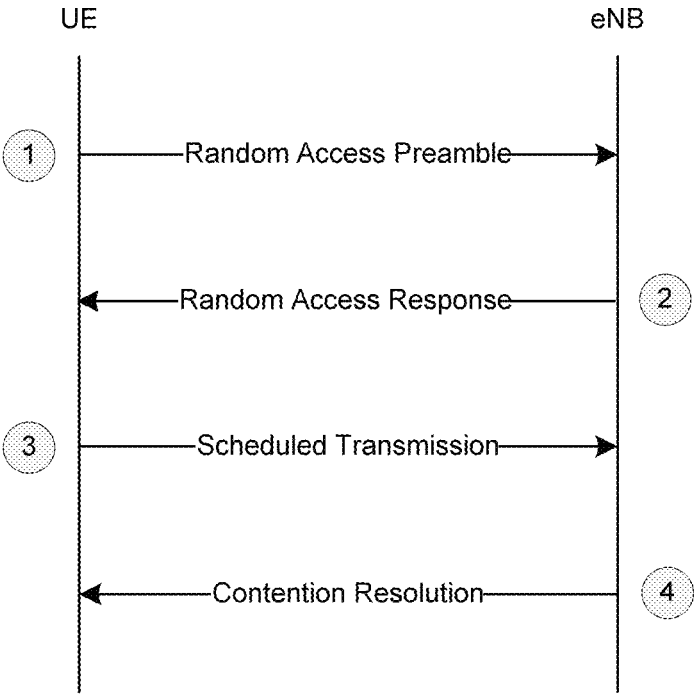 UE
eNB
1
Random Access Preamble
Random Access Response
2
3
Scheduled Transmission
Contention Resolution
4